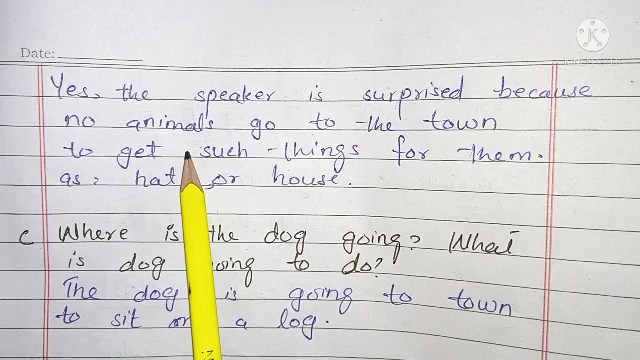 Date:
Yes, the speaker is surprised because
no animals go to the town
to get such things for them.
as: hat or house.
c Where is the dog going? What
is dog going to do?
The dog is going to town
to sit on a log.
K